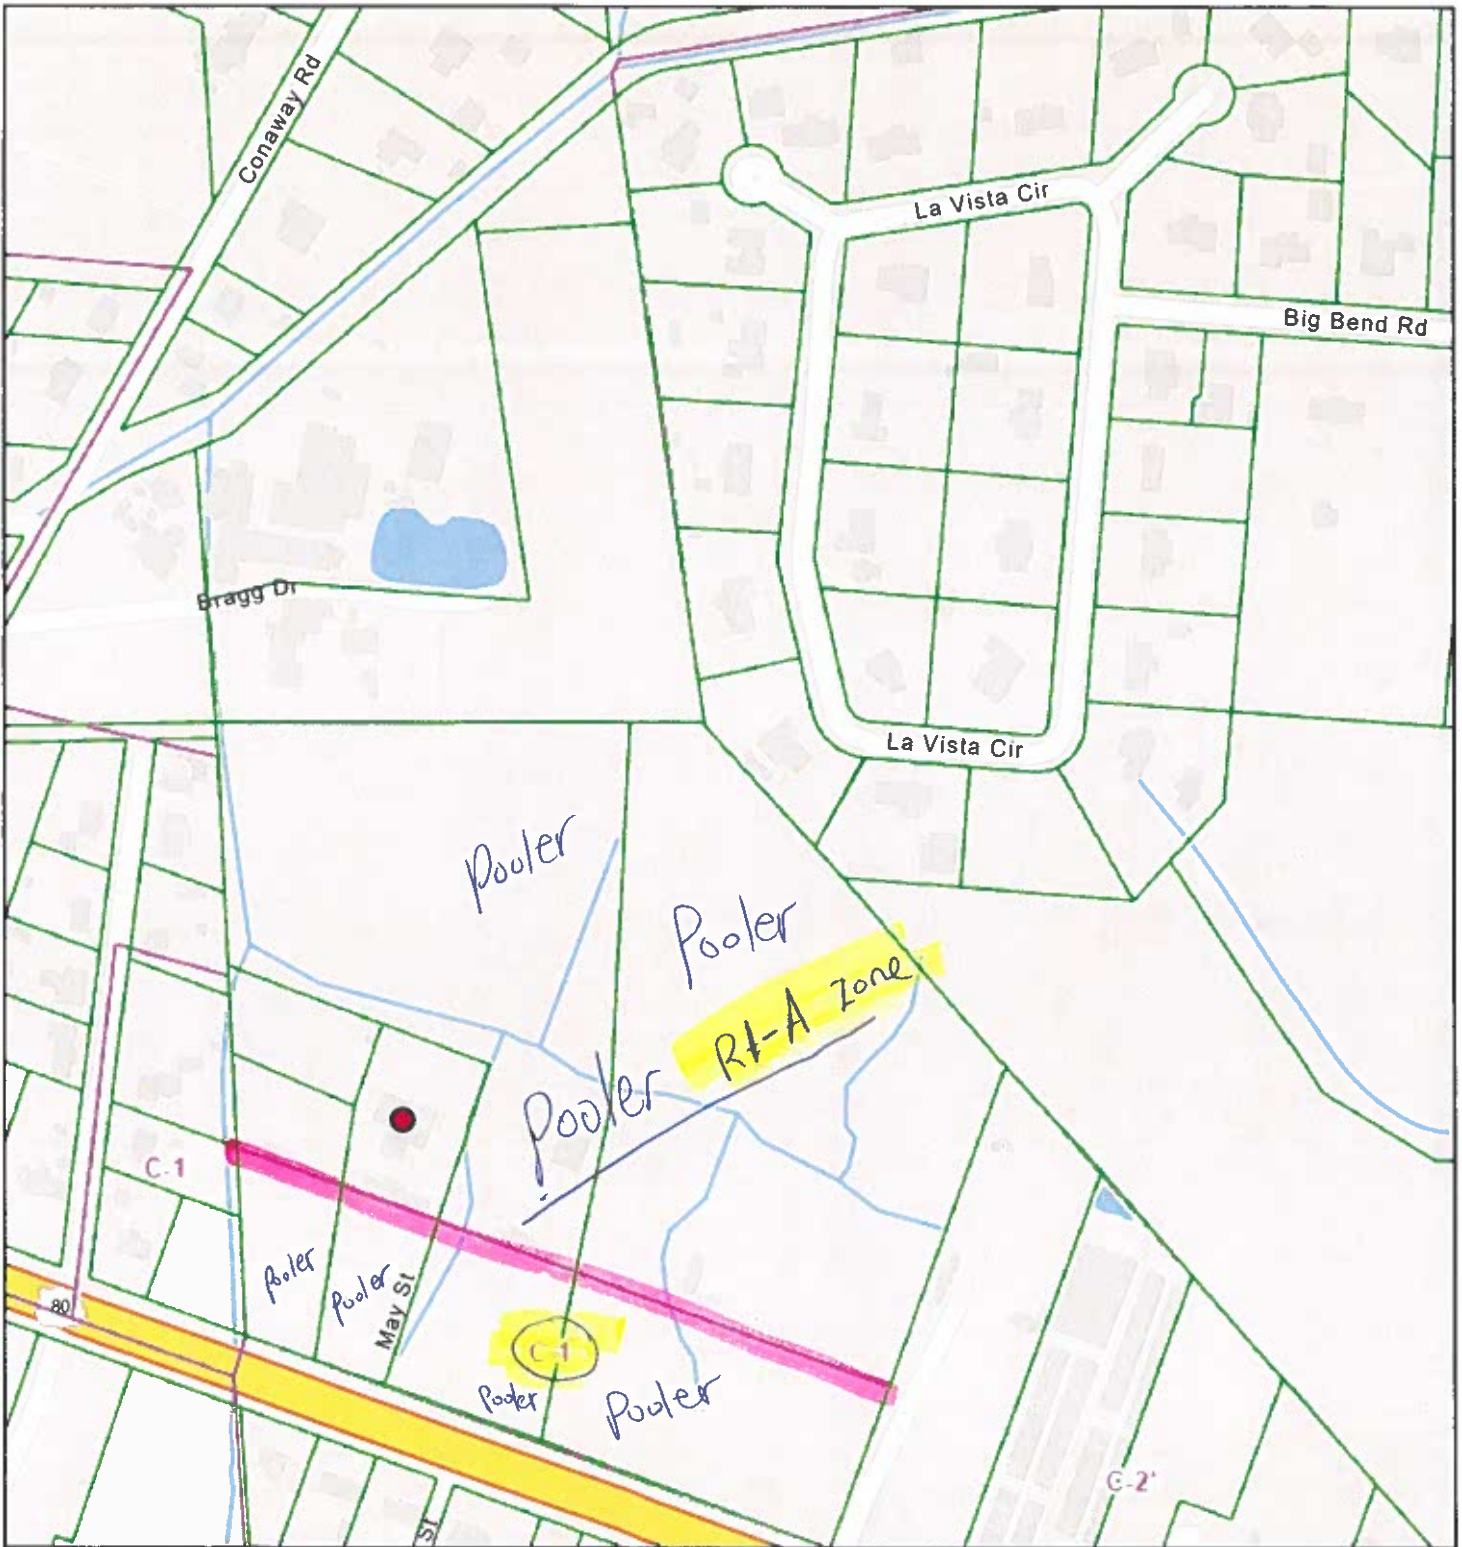 Conaway Rd
La Vista Cir
Big Bend Rd
Bragg Dr
La Vista Cir
Pooler
Pooler
R1-A Zone
Pooler
C-1
Pooler
Pooler
May St
80
C-1
Pooler
Pooler
C-2
St